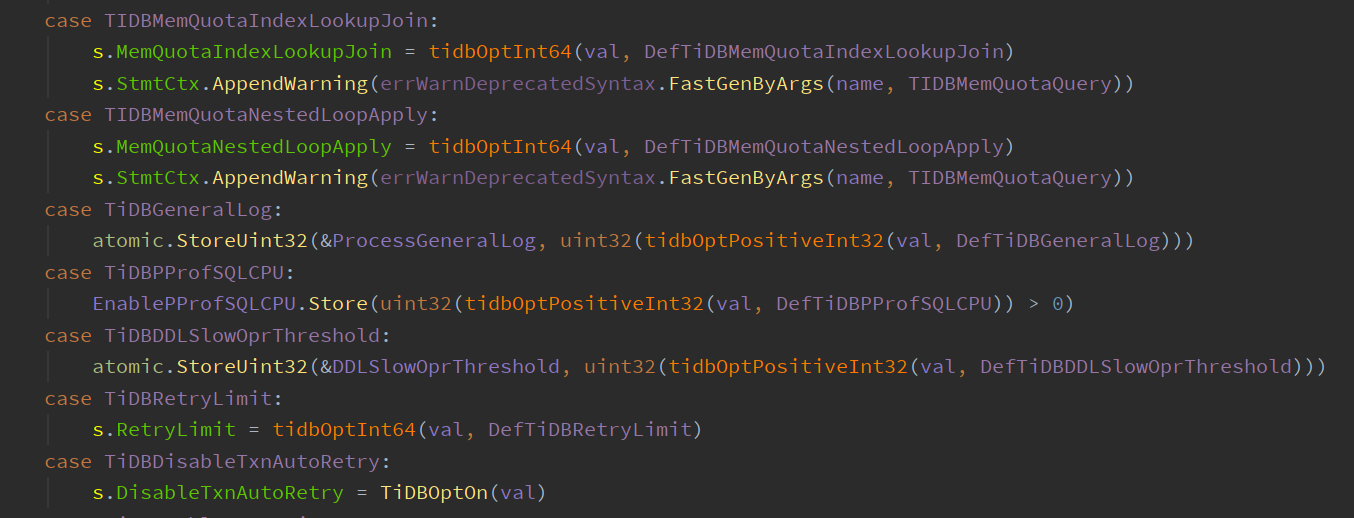 case TIDBMemQuotaIndexLookupJoin:
s.MemQuotaIndexLookupJoin = tidbOptInt64(val, DefTiDBMemQuotaIndexLookupJoin)
s.StmtCtx.AppendWarning(errWarnDeprecatedSyntax.FastGenByArgs(name, TIDBMemQuotaQuery))
case TIDBMemQuotaNestedLoopApply:
s.MemQuotaNestedLoopApply = tidbOptInt64(val, DefTiDBMemQuotaNestedLoopApply)
s.StmtCtx.AppendWarning(errWarnDeprecatedSyntax.FastGenByArgs(name, TIDBMemQuotaQuery))
case TiDBGeneralLog:
atomic.StoreUint32(&ProcessGeneralLog, uint32(tidbOptPositiveInt32(val, DefTiDBGeneralLog)))
case TiDBPProfSQLCPU:
EnablePProfSQLCPU.Store(uint32(tidbOptPositiveInt32(val, DefTiDBPProfSQLCPU)) > 0)
case TiDBDDLSlowOprThreshold:
atomic.StoreUint32(&DDLSlowOprThreshold, uint32(tidbOptPositiveInt32(val, DefTiDBDDLSlowOprThreshold)))
case TiDBRetryLimit:
s.RetryLimit = tidbOptInt64(val, DefTiDBRetryLimit)
case TiDBDisableTxnAutoRetry:
s.DisableTxnAutoRetry = TiDBOptOn(val)